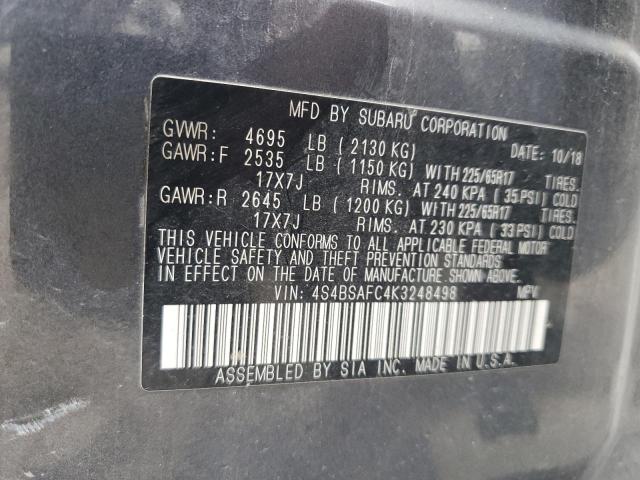 MFD BY SUBARU CORPORATION
GVWR: 4695 LB (2130 KG) DATE: 10/18
GAWR:F 2535 LB (1150 KG) WITH 225/65R17 TIRES.
17X7J RIMS. AT 240 KPA (35 PSI) COLD
GAWR:R 2645 LB (1200 KG) WITH 225/65R17 TIRES.
17X7J RIMS. AT 230 KPA (33 PSI) COLD
THIS VEHICLE CONFORMS TO ALL APPLICABLE FEDERAL MOTOR
VEHICLE SAFETY AND THEFT PREVENTION STANDARDS
IN EFFECT ON THE DATE OF MANUFACTURE SHOWN ABOVE.
VIN: 4S4BSAFC4K3248498 MPV
ASSEMBLED BY SIA INC. MADE IN U.S.A.